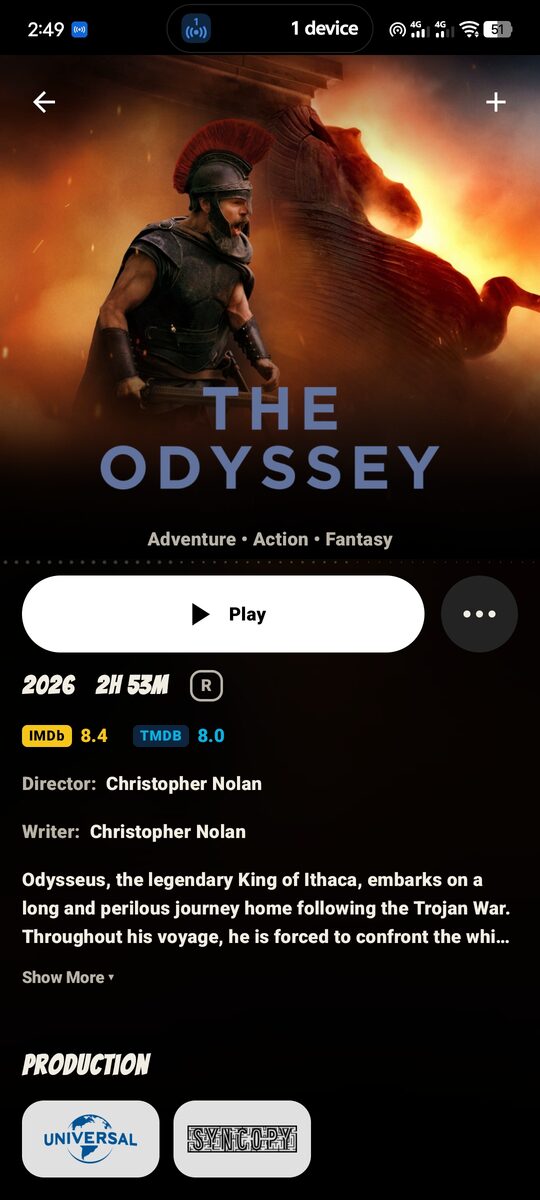 2:49
1
1 device
4G
4G
51
THE
ODYSSEY
Adventure • Action • Fantasy
Play
2026 2H 53M R
IMDb 8.4 TMDB 8.0
Director: Christopher Nolan
Writer: Christopher Nolan
Odysseus, the legendary King of Ithaca, embarks on a
long and perilous journey home following the Trojan War.
Throughout his voyage, he is forced to confront the whi...
Show More
PRODUCTION
UNIVERSAL
SYNCOPY